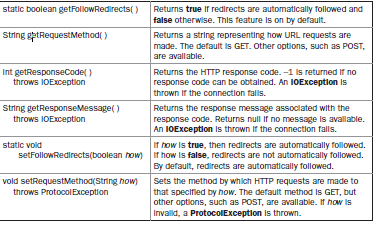 static boolean getFollowRedirects( )
Returns true if redirects are automatically followed and
false otherwise. This feature is on by default.
String getRequestMethod( )
Returns a string representing how URL requests are
made. The default is GET. Other options, such as POST,
are available.
int getResponseCode( )
throws IOException
Returns the HTTP response code. –1 is returned if no
response code can be obtained. An IOException is
thrown if the connection fails.
String getResponseMessage( )
throws IOException
Returns the response message associated with the
response code. Returns null if no message is available.
An IOException is thrown if the connection fails.
static void
setFollowRedirects(boolean how)
If how is true, then redirects are automatically followed.
If how is false, redirects are not automatically followed.
By default, redirects are automatically followed.
void setRequestMethod(String how)
throws ProtocolException
Sets the method by which HTTP requests are made to
that specified by how. The default method is GET, but
other options, such as POST, are available. If how is
invalid, a ProtocolException is thrown.